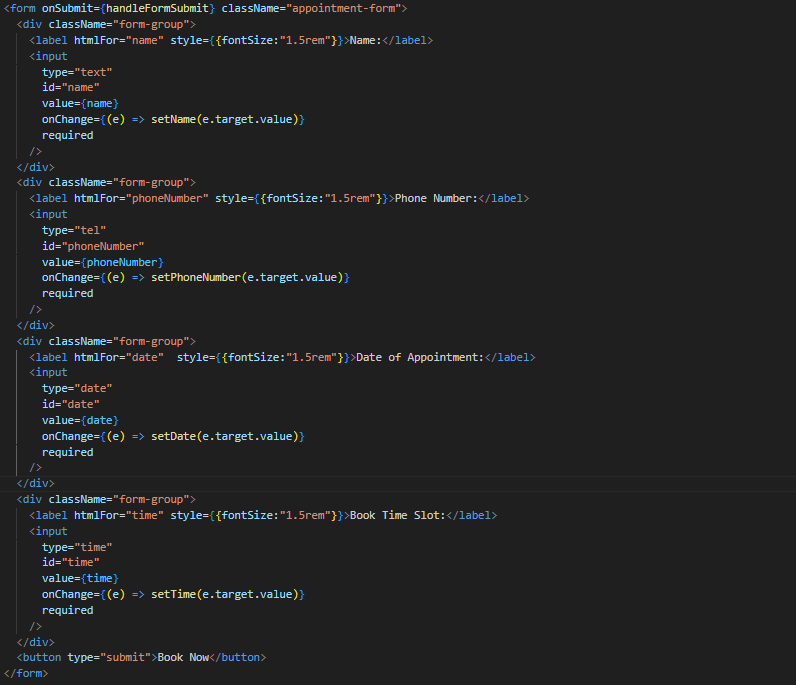 <form onSubmit={handleFormSubmit} className="appointment-form">
  <div className="form-group">
    <label htmlFor="name" style={{fontSize:"1.5rem"}}>Name:</label>
    <input
      type="text"
      id="name"
      value={name}
      onChange={(e) => setName(e.target.value)}
      required
    />
  </div>
  <div className="form-group">
    <label htmlFor="phoneNumber" style={{fontSize:"1.5rem"}}>Phone Number:</label>
    <input
      type="tel"
      id="phoneNumber"
      value={phoneNumber}
      onChange={(e) => setPhoneNumber(e.target.value)}
      required
    />
  </div>
  <div className="form-group">
    <label htmlFor="date"  style={{fontSize:"1.5rem"}}>Date of Appointment:</label>
    <input
      type="date"
      id="date"
      value={date}
      onChange={(e) => setDate(e.target.value)}
      required
    />
  </div>
  <div className="form-group">
    <label htmlFor="time" style={{fontSize:"1.5rem"}}>Book Time Slot:</label>
    <input
      type="time"
      id="time"
      value={time}
      onChange={(e) => setTime(e.target.value)}
      required
    />
  </div>
  <button type="submit">Book Now</button>
</form>